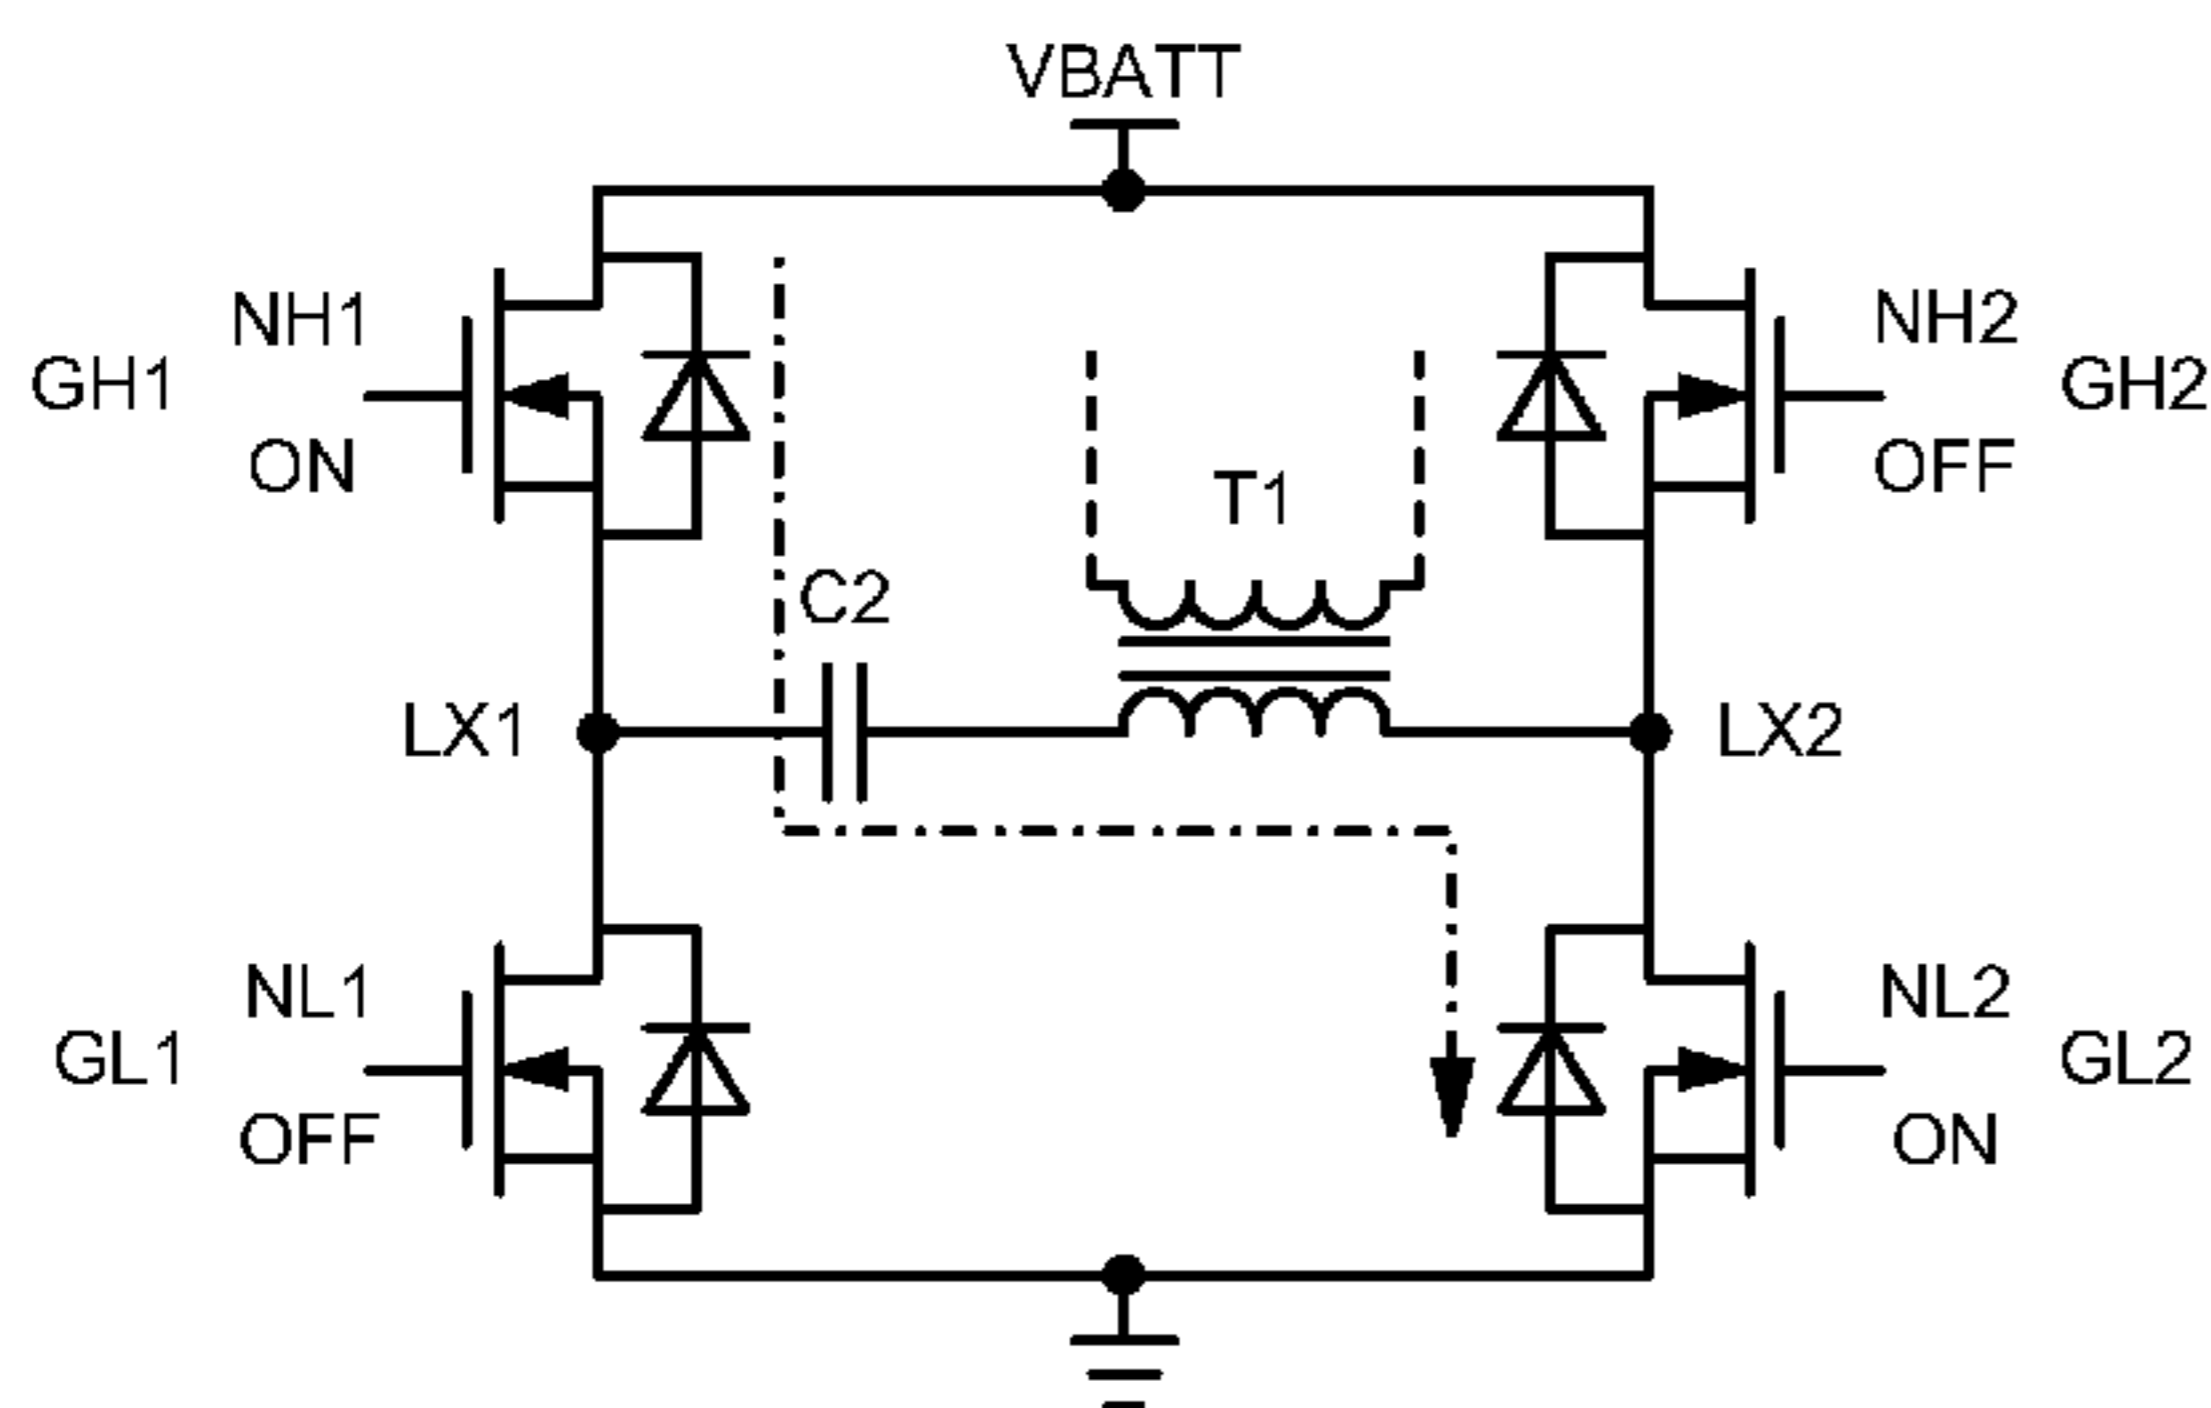 VBATT
NH1
NH2
GH1
GH2
ON
OFF
T1
C2
LX1
LX2
NL1
NL2
GL1
GL2
OFF
ON